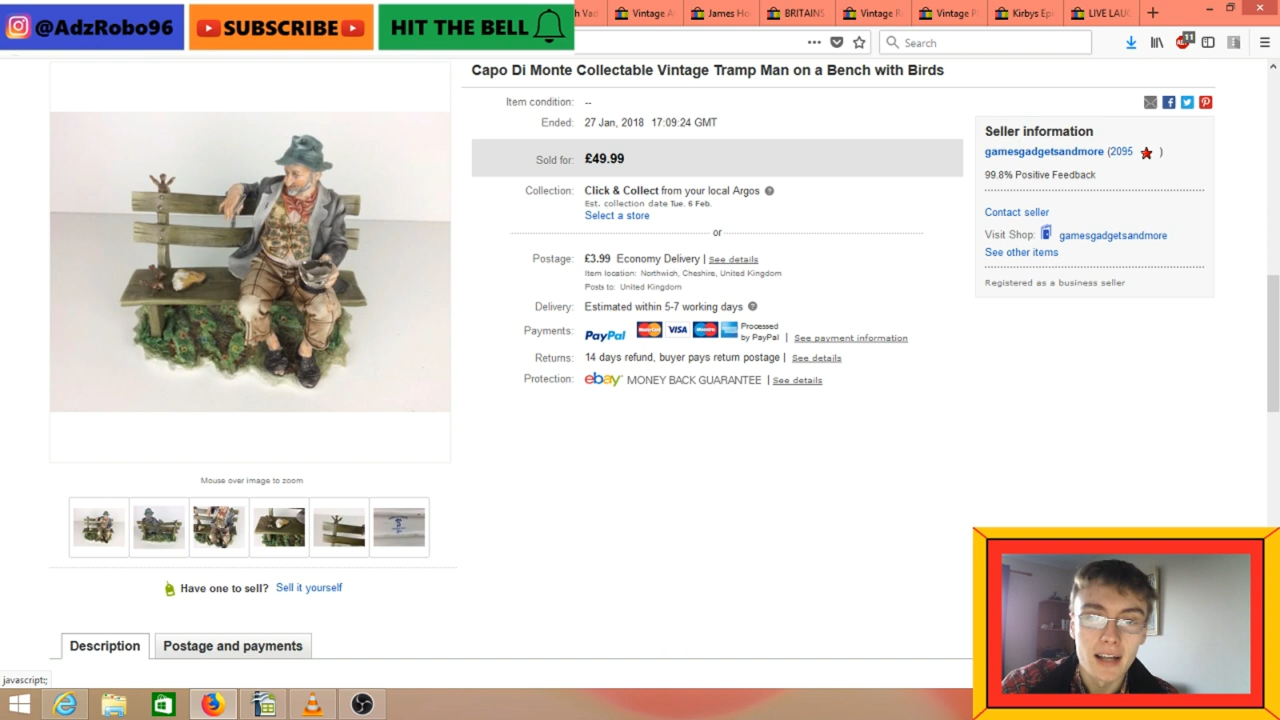 @AdzRobo96
SUBSCRIBE
HIT THE BELL
Vintage
James Ho
BRITAINS
Vintage
Vintage
Kirbys
LIVE LAU
Search
11
Capo Di Monte Collectable Vintage Tramp Man on a Bench with Birds
Item condition: --
Ended: 27 Jan, 2018 17:09:24 GMT
Sold for: £49.99
Collection: Click & Collect from your local Argos
Est. collection date Tue. 6 Feb.
Select a store
or
Postage: £3.99 Economy Delivery | See details
Item location: Northwich, Cheshire, United Kingdom
Posts to: United Kingdom
Delivery: Estimated within 5-7 working days
Payments: PayPal MasterCard VISA Maestro Processed by PayPal | See payment information
Returns: 14 days refund, buyer pays return postage | See details
Protection: ebay MONEY BACK GUARANTEE | See details
Seller information
gamesgadgetsandmore (2095 )
99.8% Positive Feedback
Contact seller
Visit Shop: gamesgadgetsandmore
See other items
Registered as a business seller
Mouse over image to zoom
Have one to sell? Sell it yourself
Description
Postage and payments
javascript:;